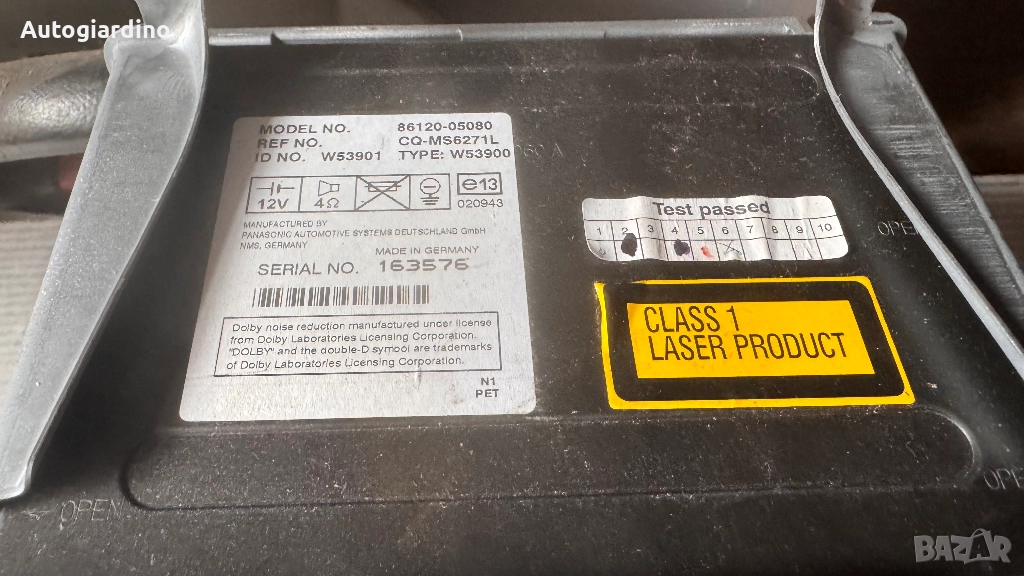 Autogiardino
MODEL NO. 86120-05080
REF NO. CQ-MS6271L
ID NO. W53901 TYPE: W53900
12V 4Ω e13
020943
MANUFACTURED BY
PANASONIC AUTOMOTIVE SYSTEMS DEUTSCHLAND GmbH
NMS, GERMANY
MADE IN GERMANY
SERIAL NO. 163576
Dolby noise reduction manufactured under license
from Dolby Laboratories Licensing Corporation.
"DOLBY" and the double-D symbol are trademarks
of Dolby Laboratories Licensing Corporation.
N1
PET
Test passed
1 2 3 4 5 6 7 8 9 10
CLASS 1
LASER PRODUCT
OPEN
OPEN
OPEN
BAZAR